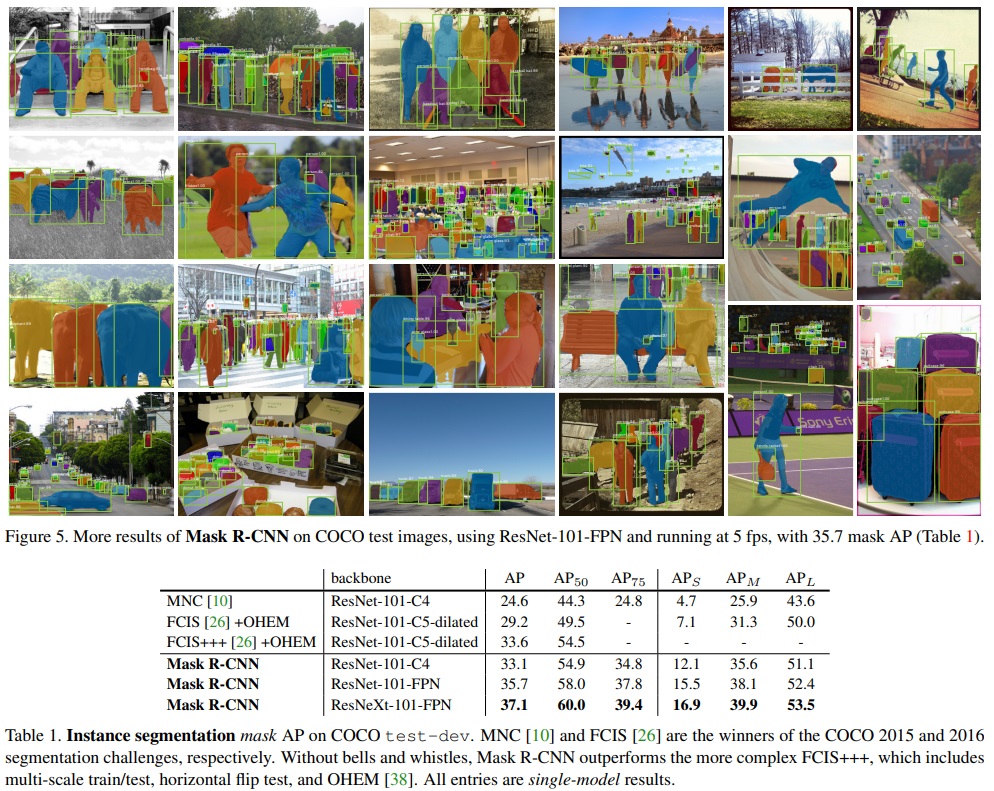 Sony Eri
Figure 5. More results of Mask R-CNN on COCO test images, using ResNet-101-FPN and running at 5 fps, with 35.7 mask AP (Table 1).
backbone AP AP50 AP75 APS APM APL
MNC [10] ResNet-101-C4 24.6 44.3 24.8 4.7 25.9 43.6
FCIS [26] +OHEM ResNet-101-C5-dilated 29.2 49.5 - 7.1 31.3 50.0
FCIS+++ [26] +OHEM ResNet-101-C5-dilated 33.6 54.5 - - - -
Mask R-CNN ResNet-101-C4 33.1 54.9 34.8 12.1 35.6 51.1
Mask R-CNN ResNet-101-FPN 35.7 58.0 37.8 15.5 38.1 52.4
Mask R-CNN ResNeXt-101-FPN 37.1 60.0 39.4 16.9 39.9 53.5
Table 1. Instance segmentation mask AP on COCO test-dev. MNC [10] and FCIS [26] are the winners of the COCO 2015 and 2016
segmentation challenges, respectively. Without bells and whistles, Mask R-CNN outperforms the more complex FCIS+++, which includes
multi-scale train/test, horizontal flip test, and OHEM [38]. All entries are single-model results.